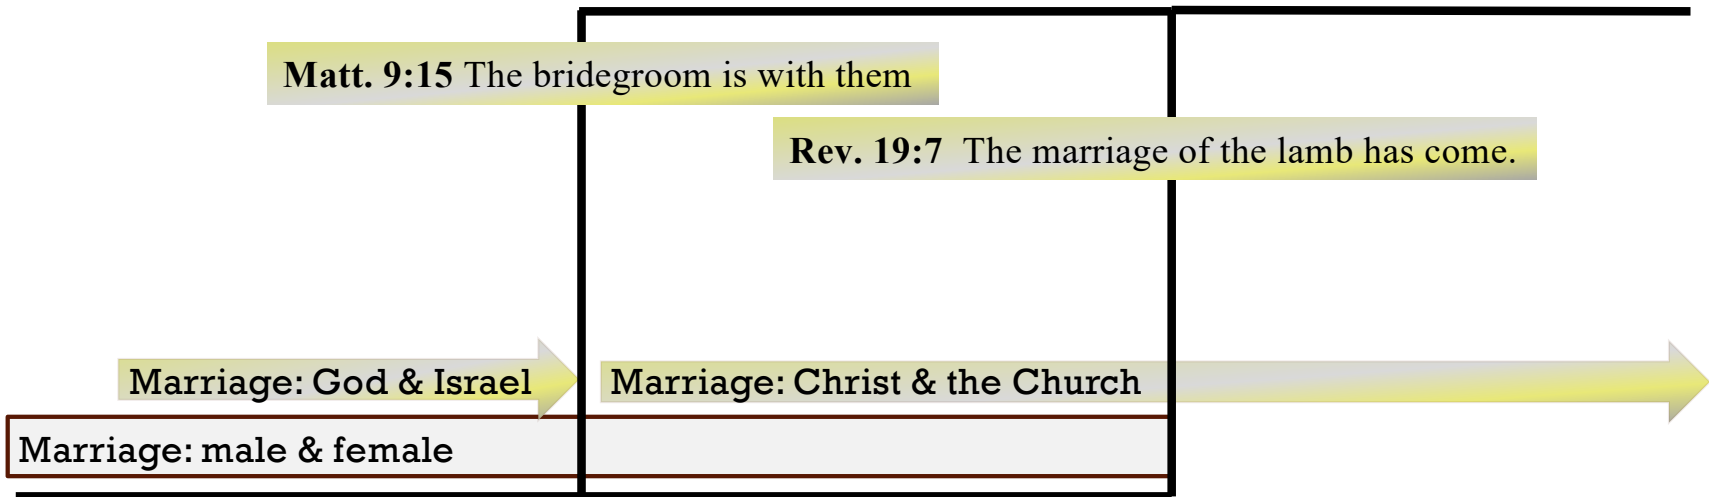 Matt. 9:15 The bridegroom is with them
Rev. 19:7 The marriage of the lamb has come.
Marriage: God & Israel
Marriage: Christ & the Church
Marriage: male & female